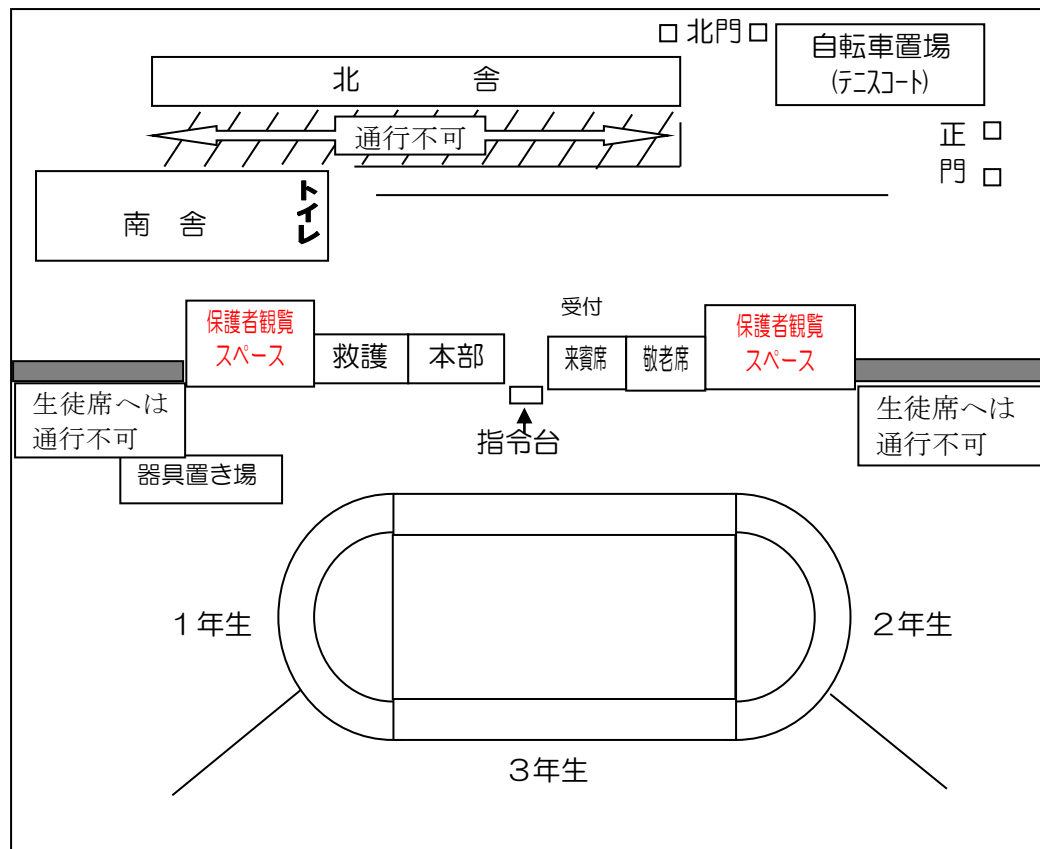 北門
自転車置場
(テニスコート)
北　　　舎
通行不可
正
門
トイレ
南　舎
受付
保護者観覧
スペース
救護
本部
来賓席
敬老席
保護者観覧
スペース
生徒席へは
通行不可
指令台
生徒席へは
通行不可
器具置き場
１年生
２年生
３年生